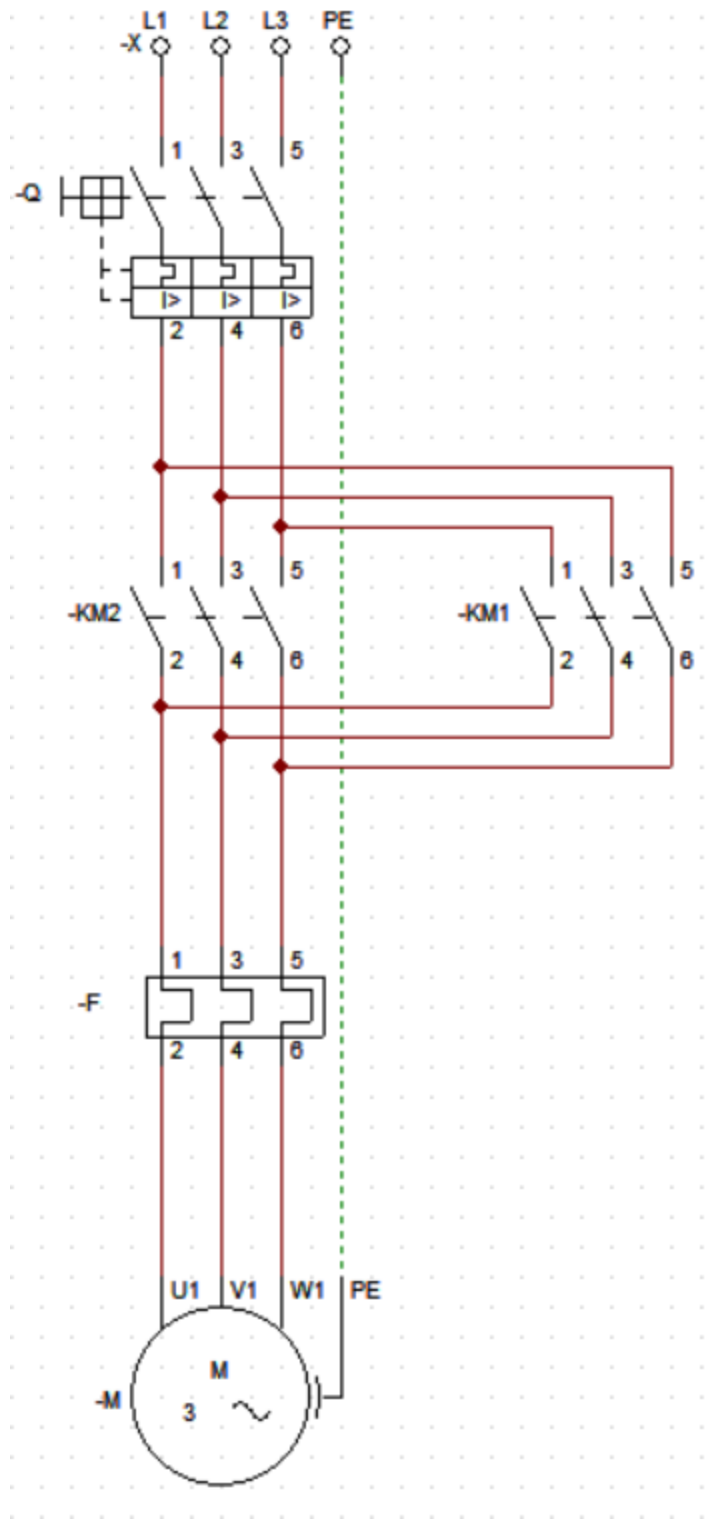 L1 L2 L3 PE
-X
1 3 5
-Q
I> I> I>
2 4 6
1 3 5 1 3 5
-KM2 -KM1
2 4 6 2 4 6
1 3 5
-F
2 4 6
U1 V1 W1 PE
M
-M 3